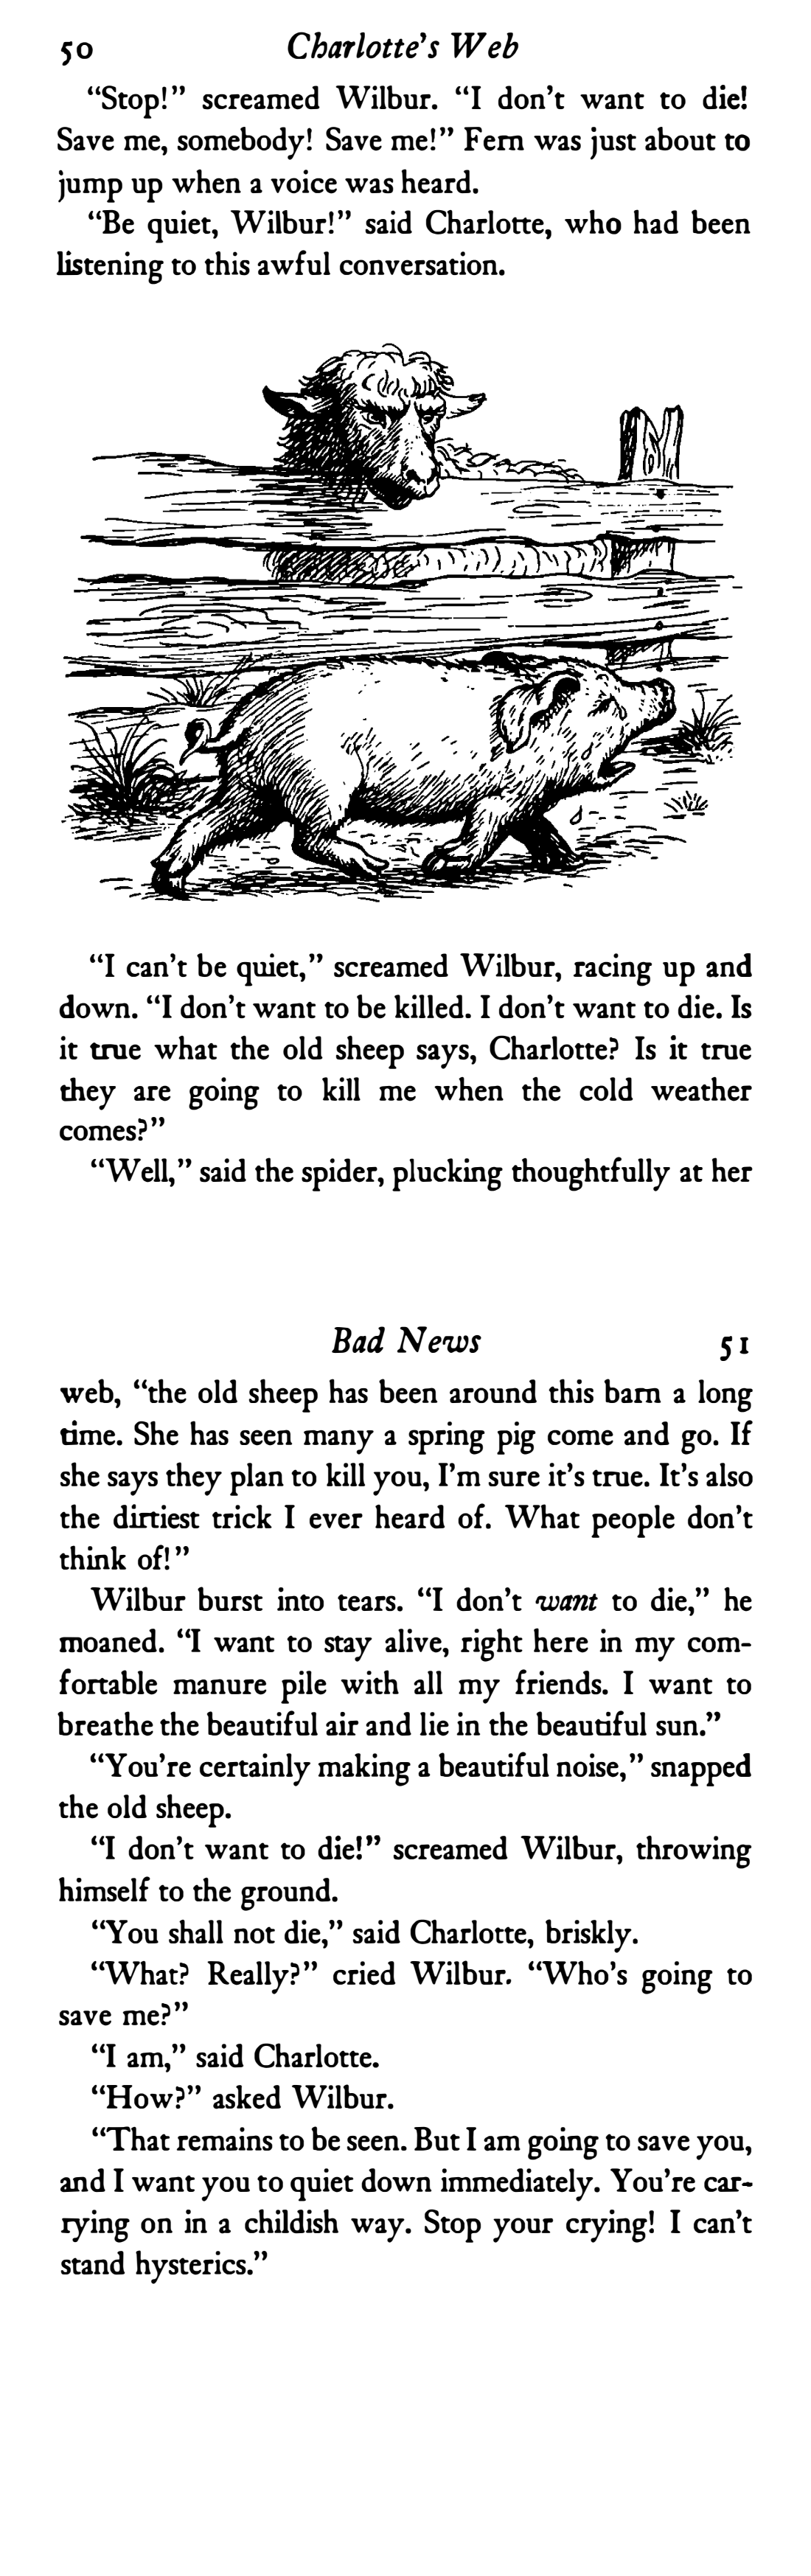 50 Charlotte's Web
“Stop!” screamed Wilbur. “I don't want to die!
Save me, somebody! Save me!” Fern was just about to
jump up when a voice was heard.
“Be quiet, Wilbur!” said Charlotte, who had been
listening to this awful conversation.
“I can't be quiet,” screamed Wilbur, racing up and
down. “I don't want to be killed. I don't want to die. Is
it true what the old sheep says, Charlotte? Is it true
they are going to kill me when the cold weather
comes?”
“Well,” said the spider, plucking thoughtfully at her
Bad News 51
web, “the old sheep has been around this barn a long
time. She has seen many a spring pig come and go. If
she says they plan to kill you, I'm sure it's true. It's also
the dirtiest trick I ever heard of. What people don't
think of!”
Wilbur burst into tears. “I don't want to die,” he
moaned. “I want to stay alive, right here in my com-
fortable manure pile with all my friends. I want to
breathe the beautiful air and lie in the beautiful sun.”
“You're certainly making a beautiful noise,” snapped
the old sheep.
“I don't want to die!” screamed Wilbur, throwing
himself to the ground.
“You shall not die,” said Charlotte, briskly.
“What? Really?” cried Wilbur. “Who's going to
save me?”
“I am,” said Charlotte.
“How?” asked Wilbur.
“That remains to be seen. But I am going to save you,
and I want you to quiet down immediately. You're car-
rying on in a childish way. Stop your crying! I can't
stand hysterics.”